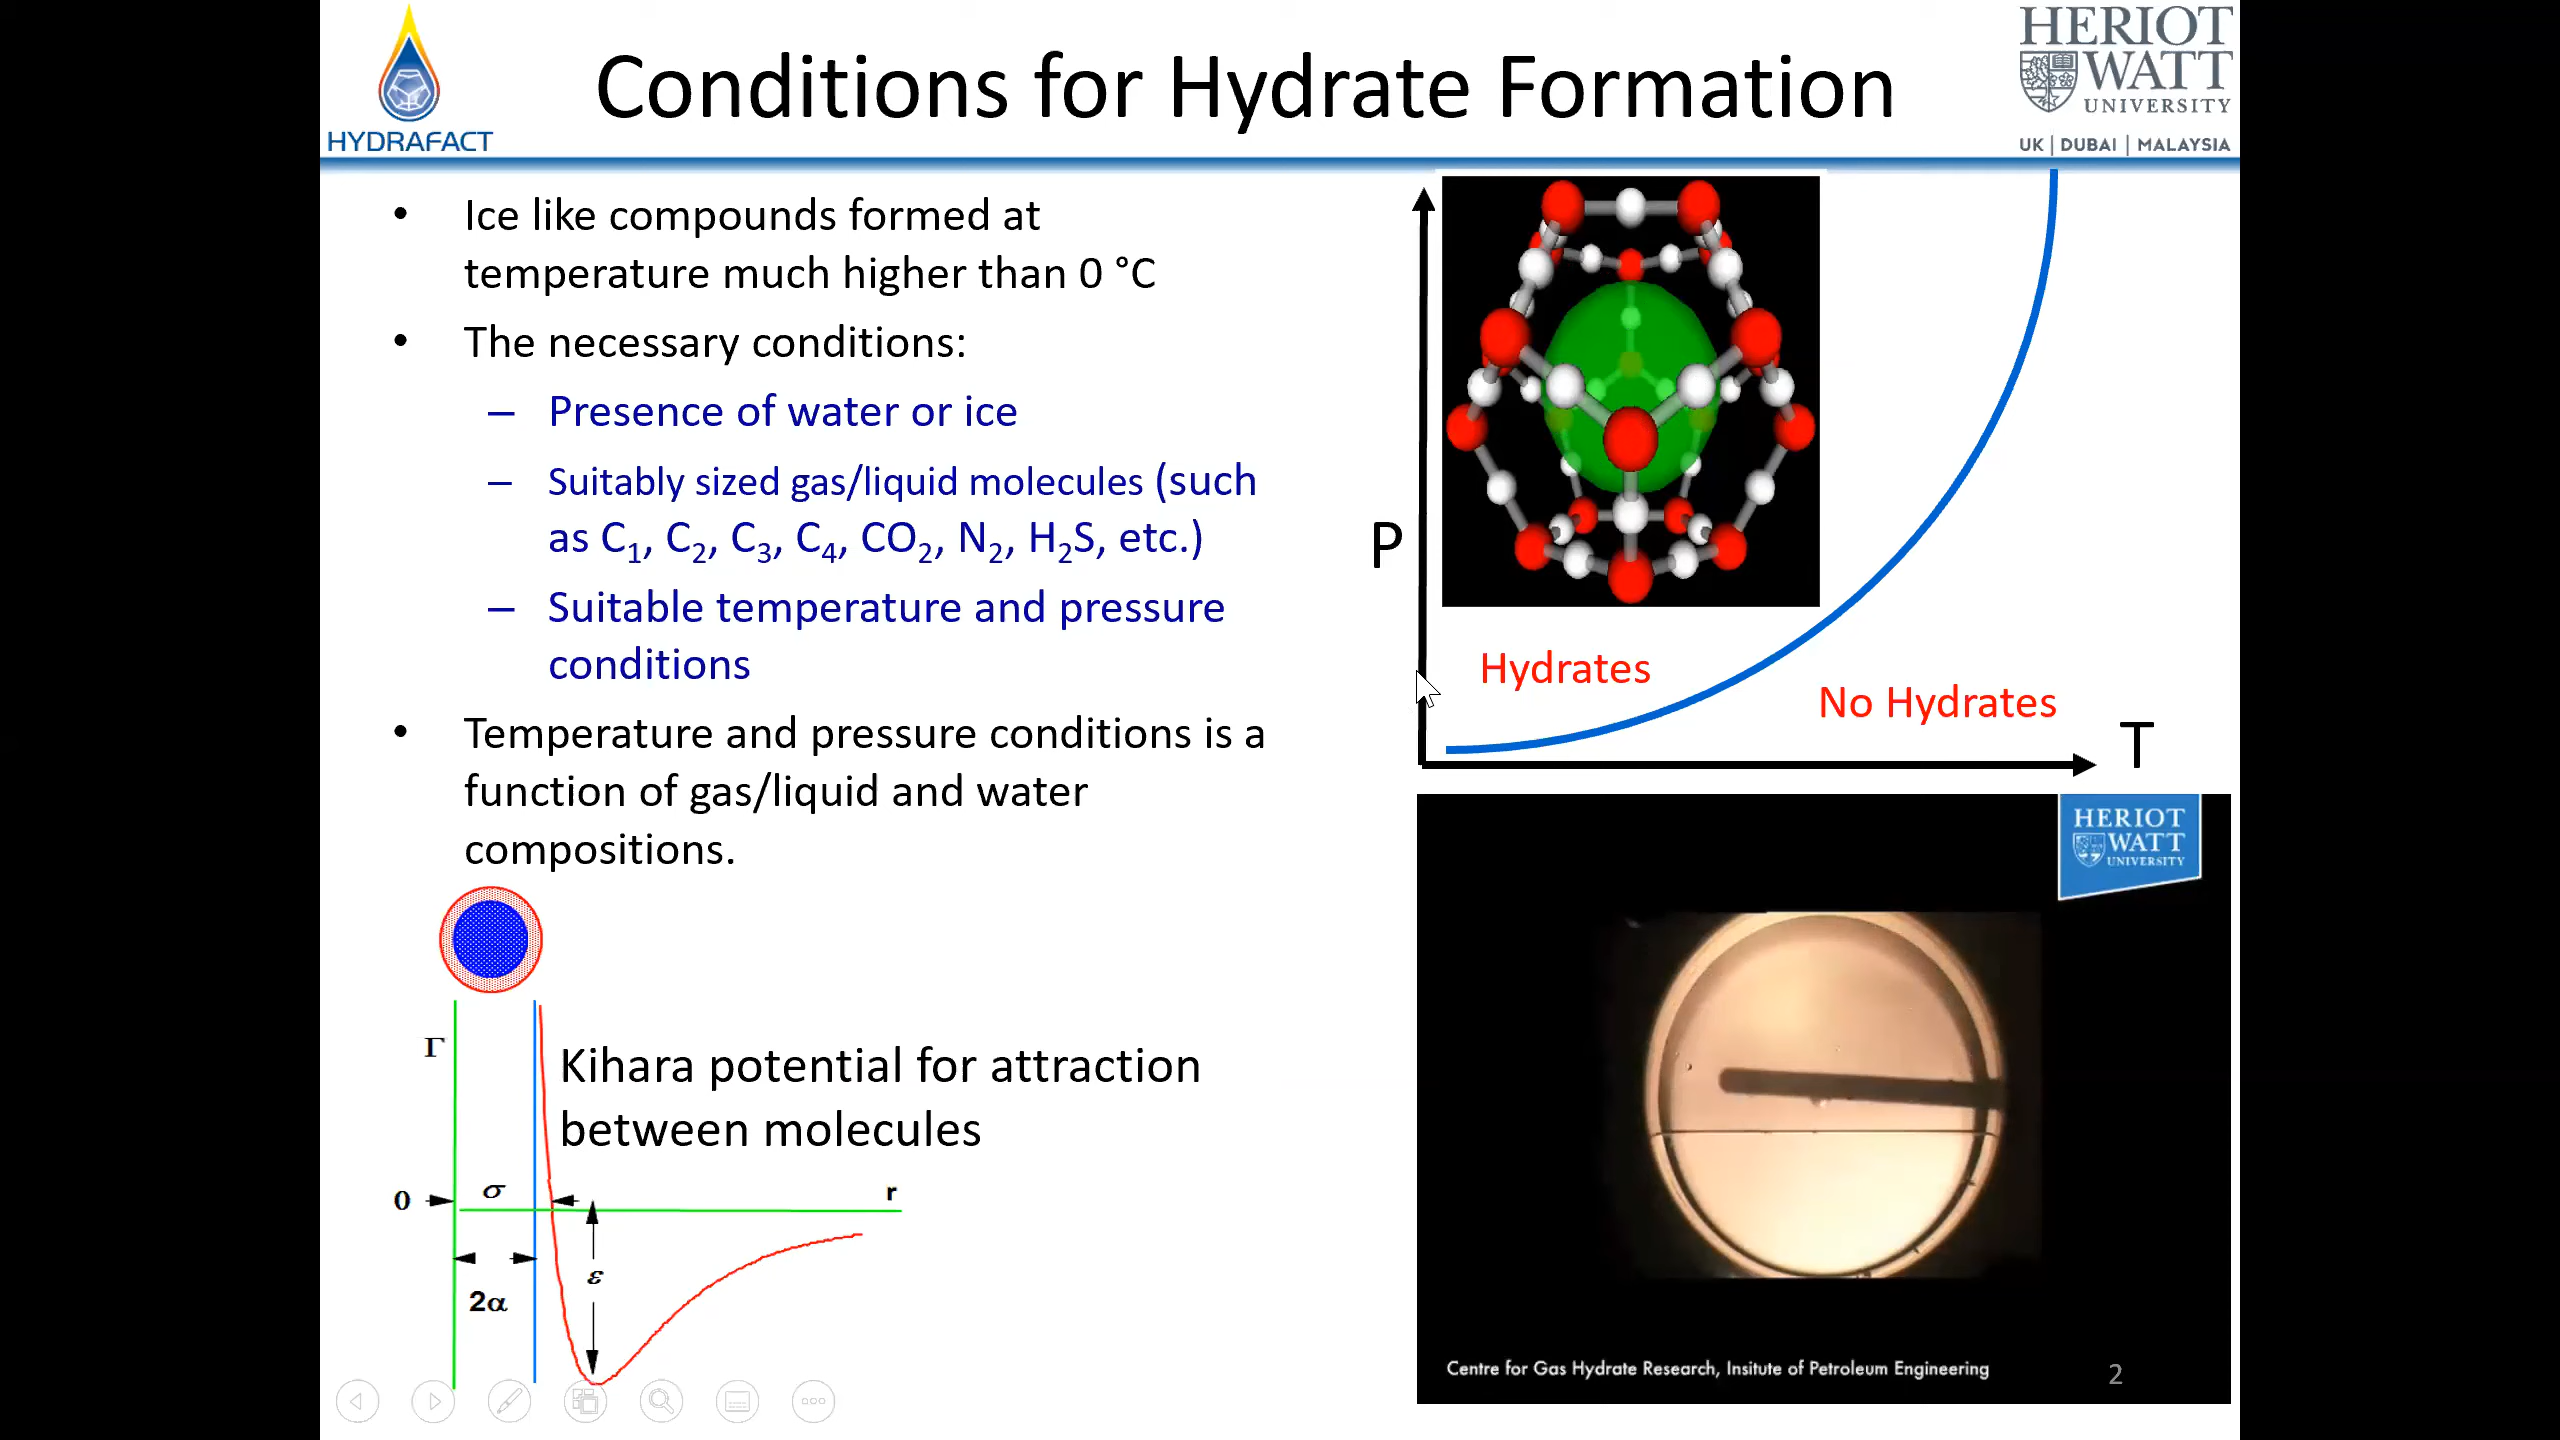 HYDRAFACT
Conditions for Hydrate Formation
HERIOT
WATT
UNIVERSITY
UK | DUBAI | MALAYSIA
• Ice like compounds formed at
temperature much higher than 0 °C
• The necessary conditions:
– Presence of water or ice
– Suitably sized gas/liquid molecules (such
as C₁, C₂, C₃, C₄, CO₂, N₂, H₂S, etc.)
– Suitable temperature and pressure
conditions
• Temperature and pressure conditions is a
function of gas/liquid and water
compositions.
P
Hydrates
No Hydrates
T
Γ
Kihara potential for attraction
between molecules
0
σ
r
ε
2α
HERIOT
WATT
UNIVERSITY
Centre for Gas Hydrate Research, Insitute of Petroleum Engineering
2